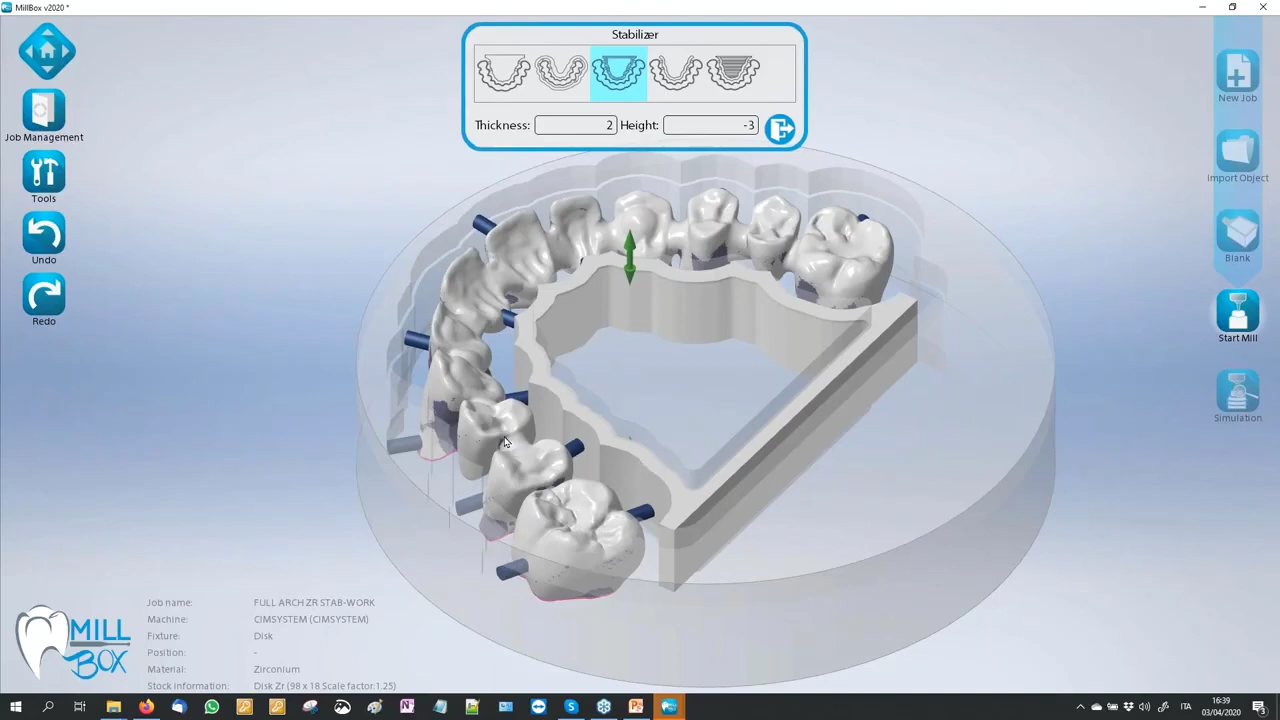 MillBox v2020 *
Stabilizer
Thickness: 2 Height: -3
Job Management
Tools
Undo
Redo
New Job
Import Object
Blank
Start Mill
Simulation
MILL
BOX
Job name: FULL ARCH ZR STAB-WORK
Machine: CIMSYSTEM (CIMSYSTEM)
Fixture: Disk
Position: -
Material: Zirconium
Stock information: Disk Zr (98 x 18 Scale factor:1.25)
ITA
16:39
03/04/2020